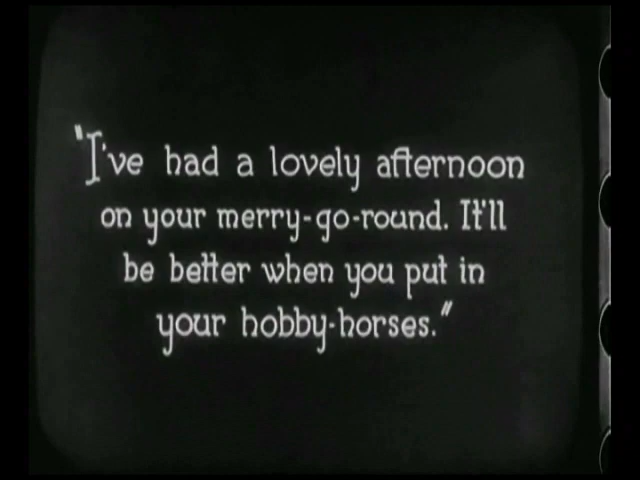 "I've had a lovely afternoon
on your merry-go-round. It'll
be better when you put in
your hobby-horses."